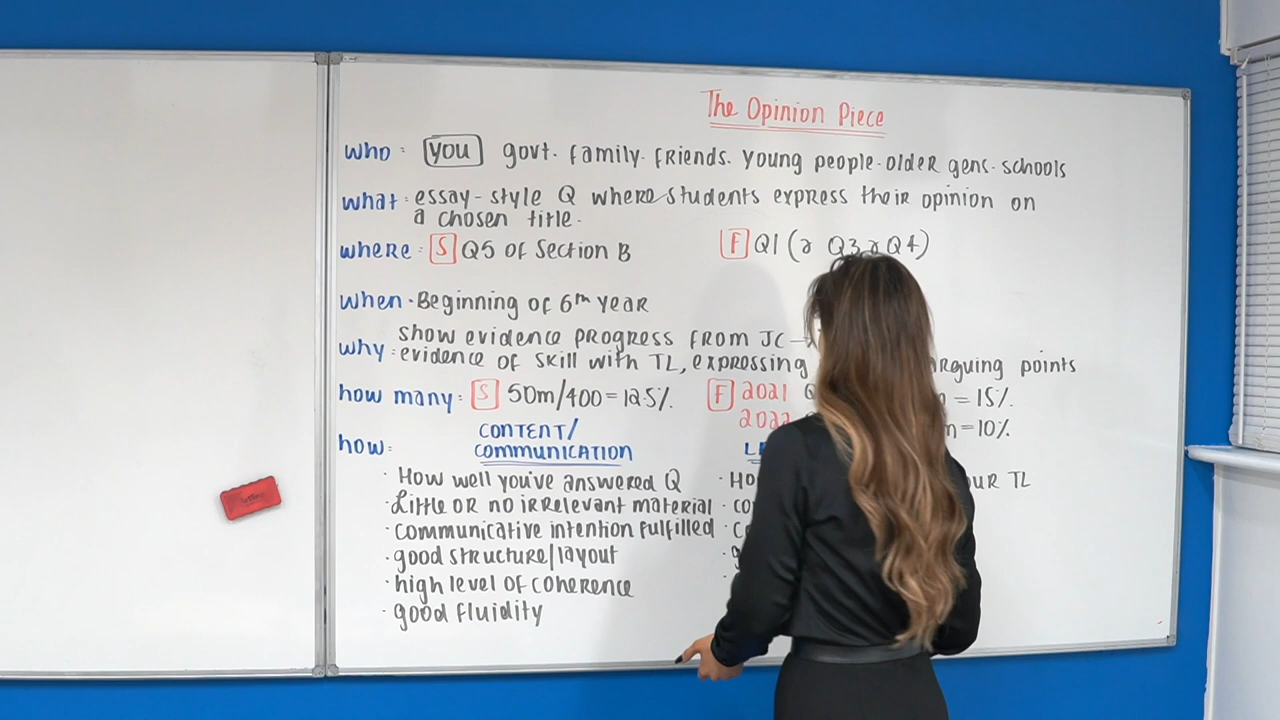 The Opinion Piece
who: you govt. family. friends. young people. older gens. schools
what: essay-style Q where students express their opinion on
a chosen title.
where: S Q5 of Section B F Q1 (2 Q3 2 Q4)
when. Beginning of 6th year
show evidence progress from JC
why: evidence of skill with TL, expressing arguing points
how many: S 50m/400=12.5% F 2021 = 15%
2022 = 10%
how: CONTENT/
COMMUNICATION
· How well you've answered Q
· Little or no irrelevant material
· communicative intention fulfilled
· good structure/layout
· high level of coherence
· good fluidity
TL